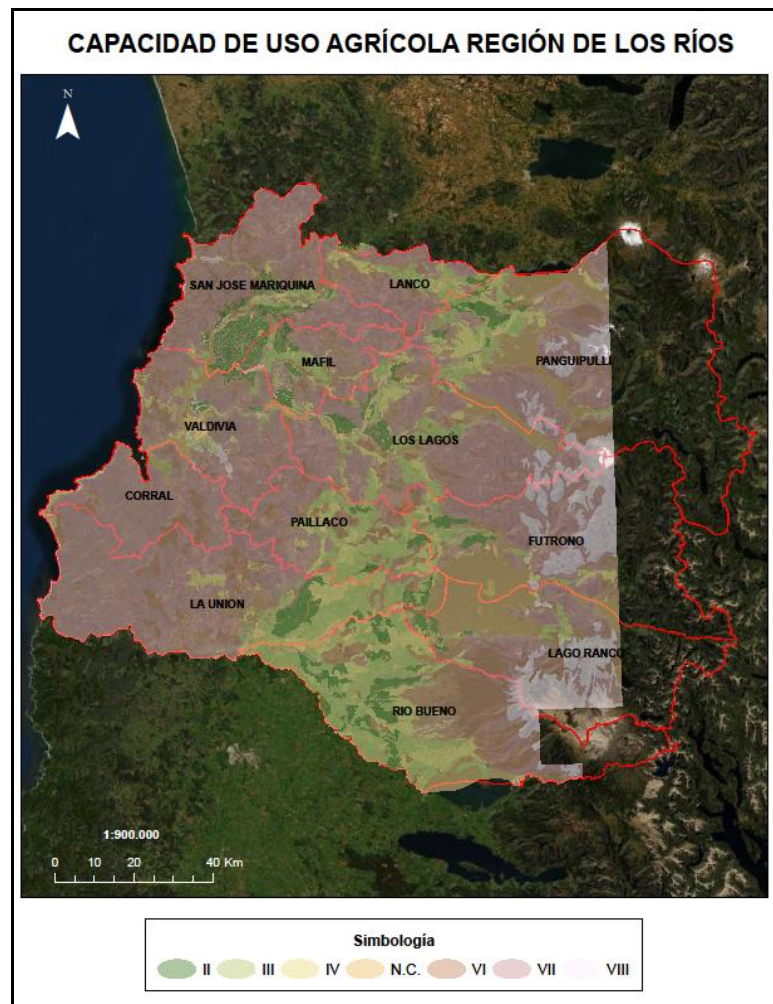 CAPACIDAD DE USO AGRÍCOLA REGIÓN DE LOS RÍOS
N
SAN JOSE MARIQUINA
LANCO
MAFIL
PANGUIPULLI
VALDIVIA
LOS LAGOS
CORRAL
PAILLACO
FUTRONO
LA UNION
LAGO RANCO
RIO BUENO
1:900.000
0 10 20 40 Km
Simbología
II III IV N.C. VI VII VIII